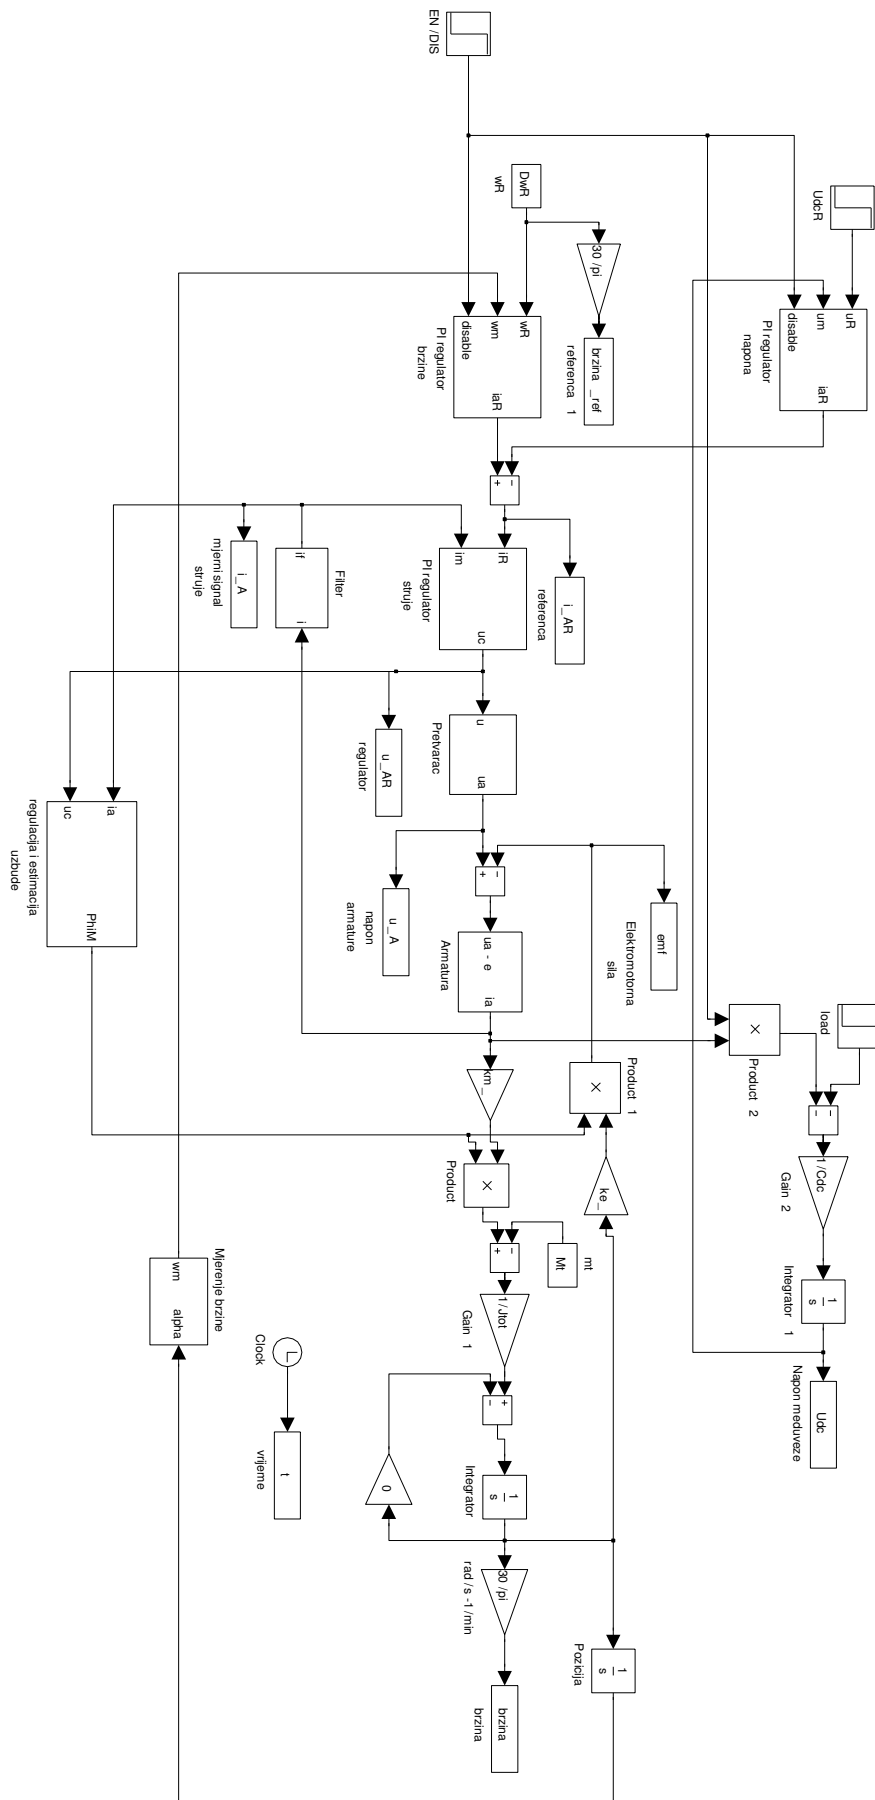 EN /DIS
UdcR
uR
um
disable
iaR
PI regulator
napona
DwR
wR
30 /pi
brzina _ref
referenca 1
wR
wm
disable
iaR
PI regulator
brzine
−
+
iR
im
uc
PI regulator
struje
i_AR
referenca
Filter
if
i
i_A
mjerni signal
struje
u
ua
Pretvarac
u_AR
regulator
ia
uc
PhiM
regulacija i estimacija
uzbude
−
+
u_A
napon
armature
emf
Elektromotorna
sila
ua - e
ia
Armatura
load
×
Product 2
−
−
1/Cdc
Gain 2
1
s
Integrator 1
Udc
Napon meduveze
km_
×
Product 1
ke_
×
Product
mt
Mt
−
+
1/Jtot
Gain 1
+
−
1
s
Integrator
0
30 /pi
rad /s -1 /min
brzina
brzina
1
s
Pozicija
Mjerenje brzine
wm
alpha
Clock
t
vrijeme